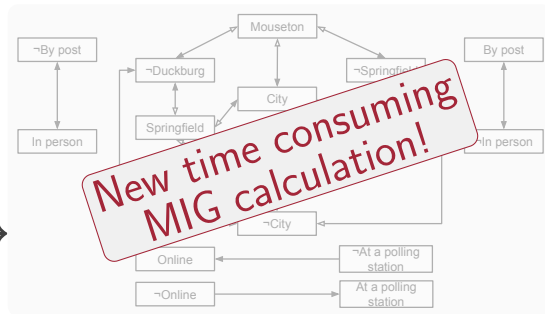 Mouseton
¬By post
¬Duckburg
¬Springfield
By post
City
Springfield
In person
¬In person
New time consuming
MIG calculation!
¬City
Online
¬At a polling
station
¬Online
At a polling
station